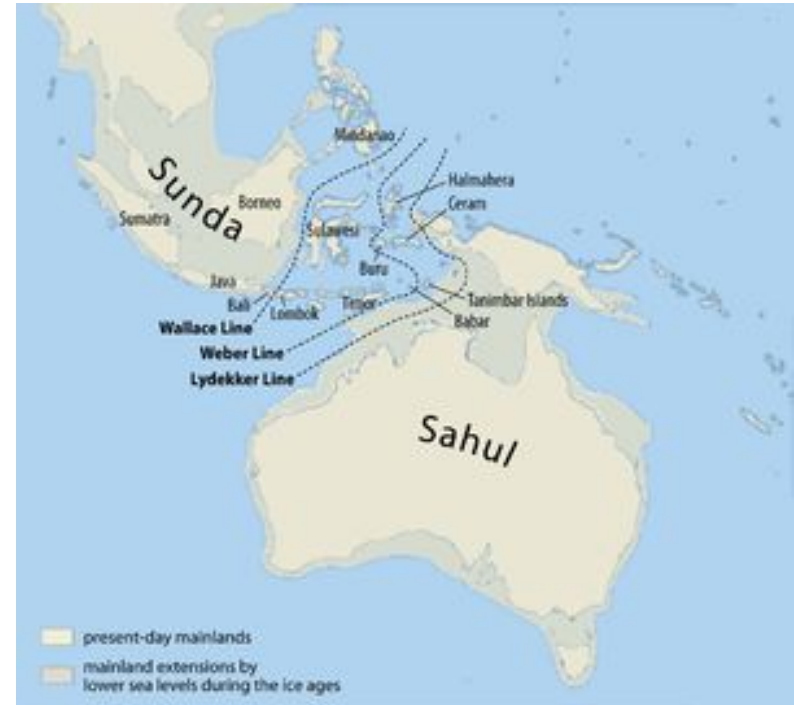 Mindanao
Halmahera
Ceram
Sunda
Borneo
Sumatra
Sulawesi
Buru
Java
Bali
Lombok
Timor
Tanimbar Islands
Babar
Wallace Line
Weber Line
Lydekker Line
Sahul
present-day mainlands
mainland extensions by
lower sea levels during the ice ages